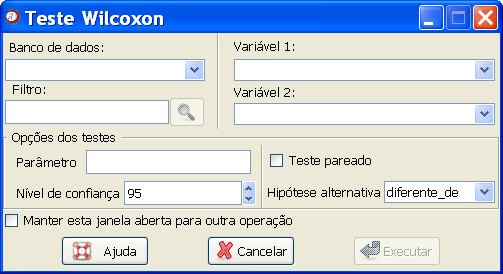 Teste Wilcoxon
Banco de dados:
Filtro:
Variável 1:
Variável 2:
Opções dos testes
Parâmetro
Nível de confiança 95
Teste pareado
Hipótese alternativa diferente_de
Manter esta janela aberta para outra operação
Ajuda Cancelar Executar